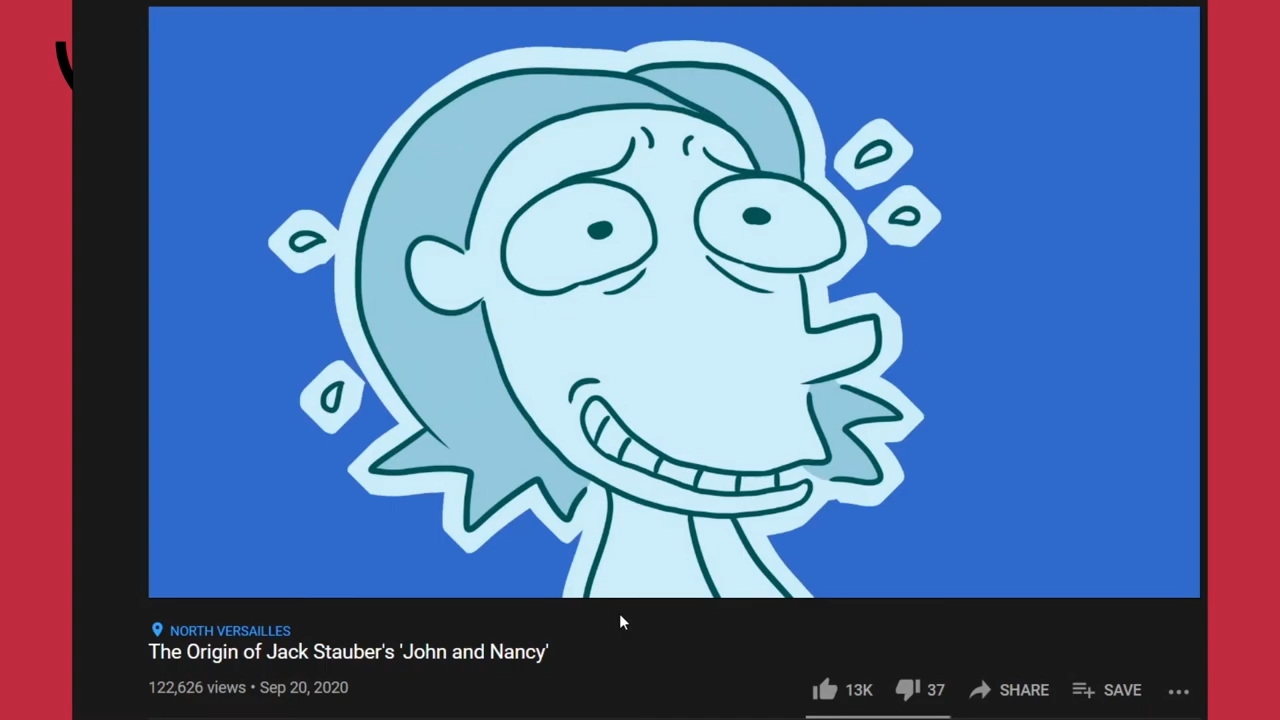 NORTH VERSAILLES
The Origin of Jack Stauber's 'John and Nancy'
122,626 views • Sep 20, 2020
13K 37 SHARE SAVE